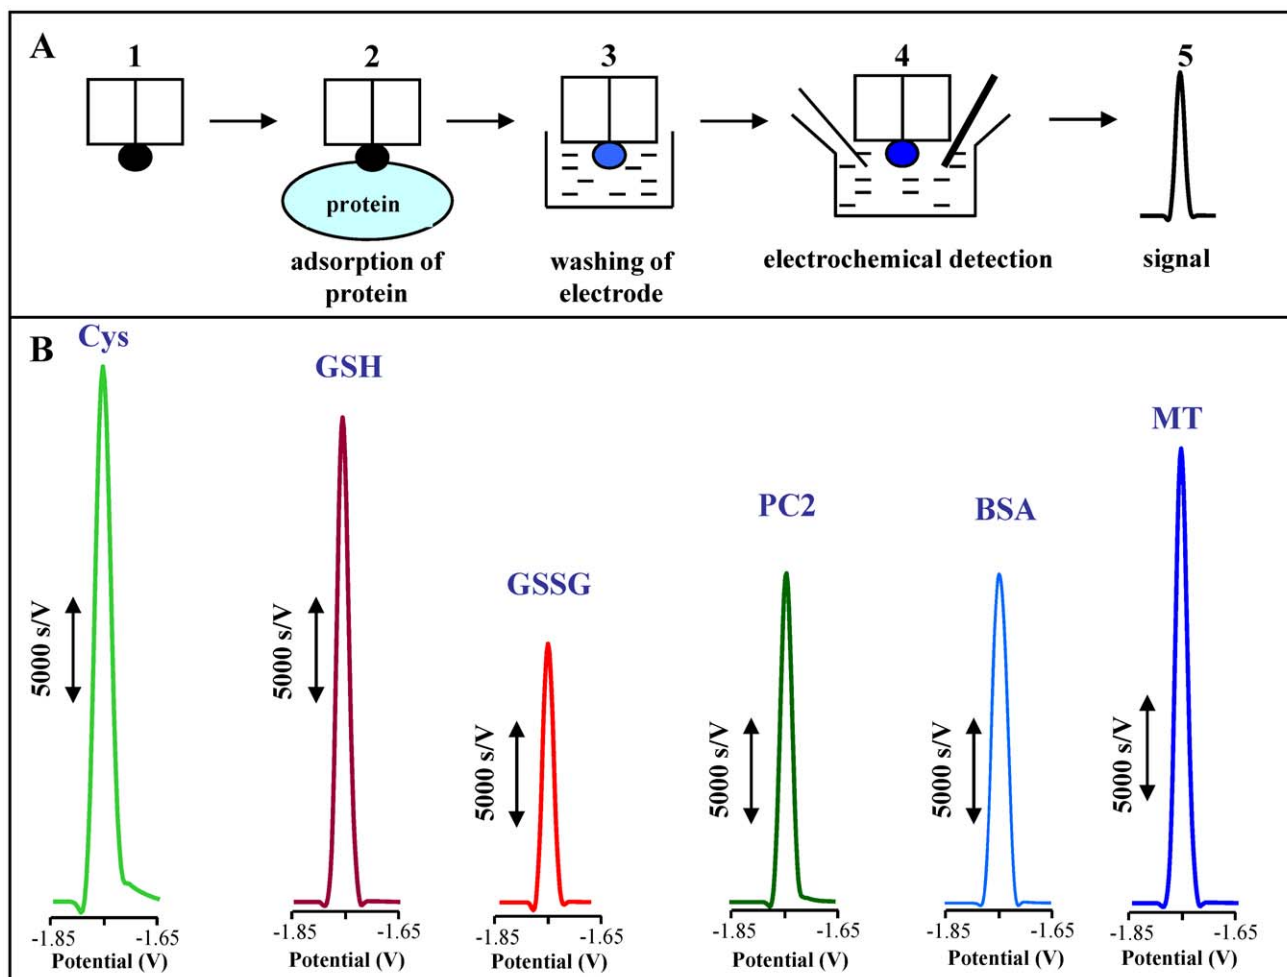 A
1 2 3 4 5
protein
adsorption of
protein
washing of
electrode
electrochemical detection
signal
B
Cys
GSH
GSSG
PC2
BSA
MT
5000 s/V
5000 s/V
5000 s/V
5000 s/V
5000 s/V
5000 s/V
-1.85 -1.65
Potential (V)
-1.85 -1.65
Potential (V)
-1.85 -1.65
Potential (V)
-1.85 -1.65
Potential (V)
-1.85 -1.65
Potential (V)
-1.85 -1.65
Potential (V)